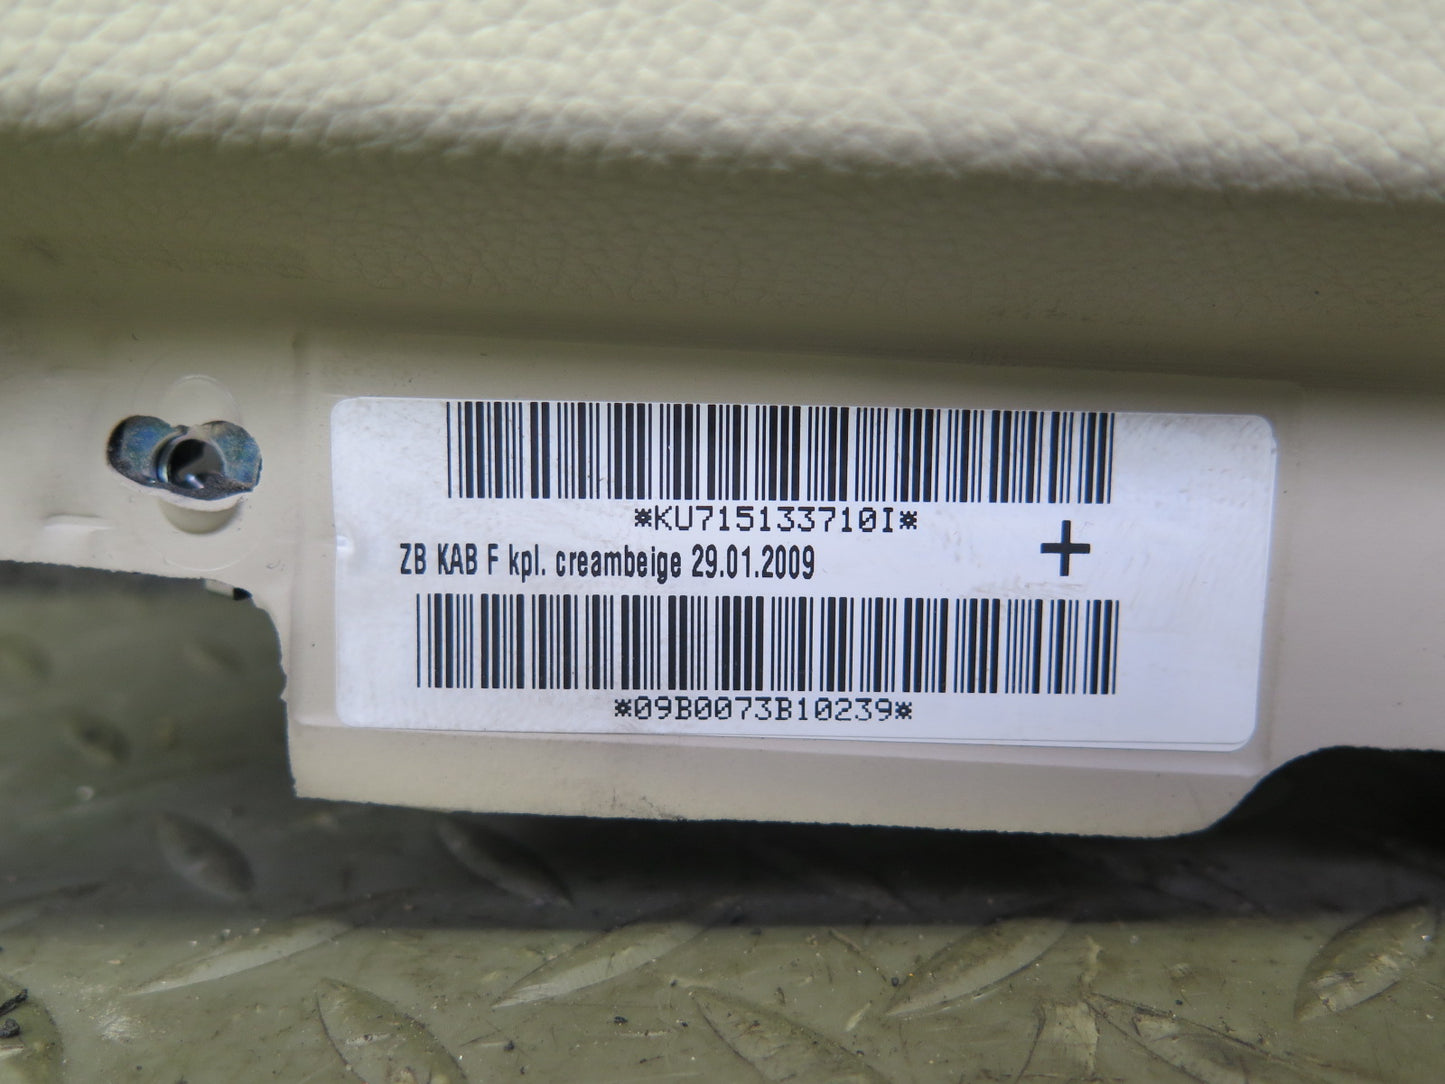 *KU715133710I*
ZB KAB F kpl. creambeige 29.01.2009
+
*09B0073B10239*